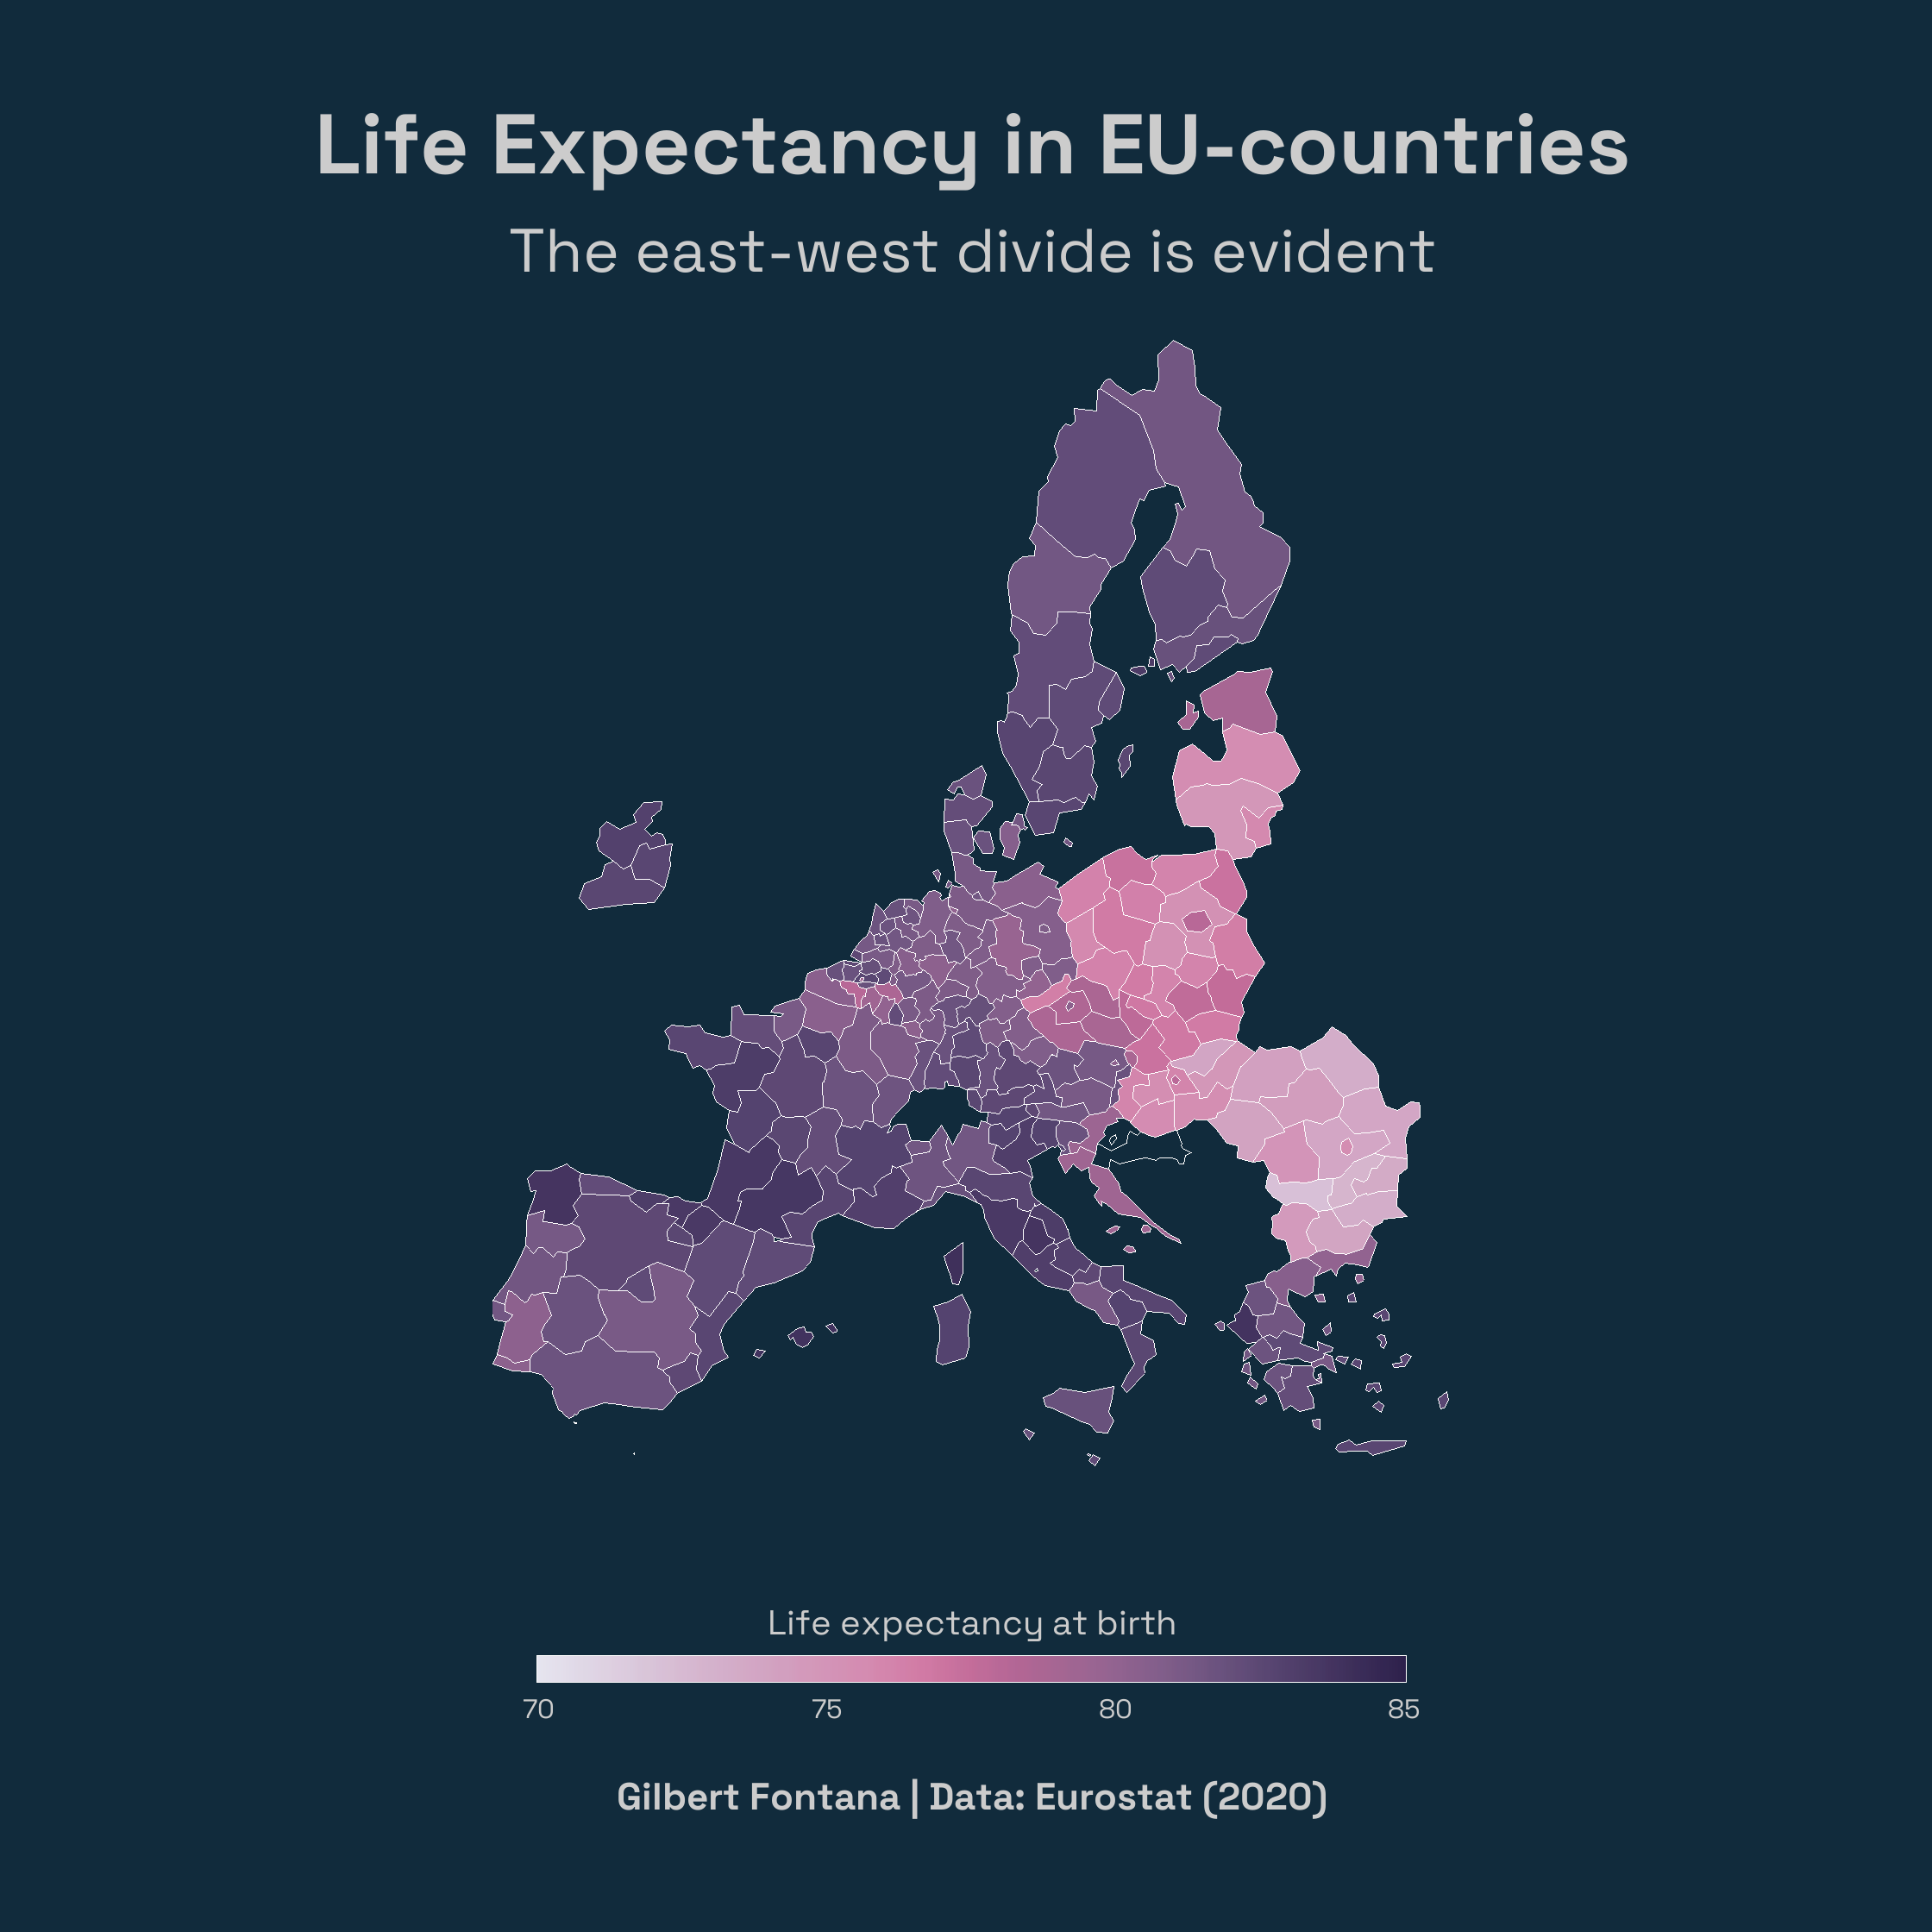 Life Expectancy in EU-countries
The east-west divide is evident
Life expectancy at birth
70 75 80 85
Gilbert Fontana | Data: Eurostat (2020)